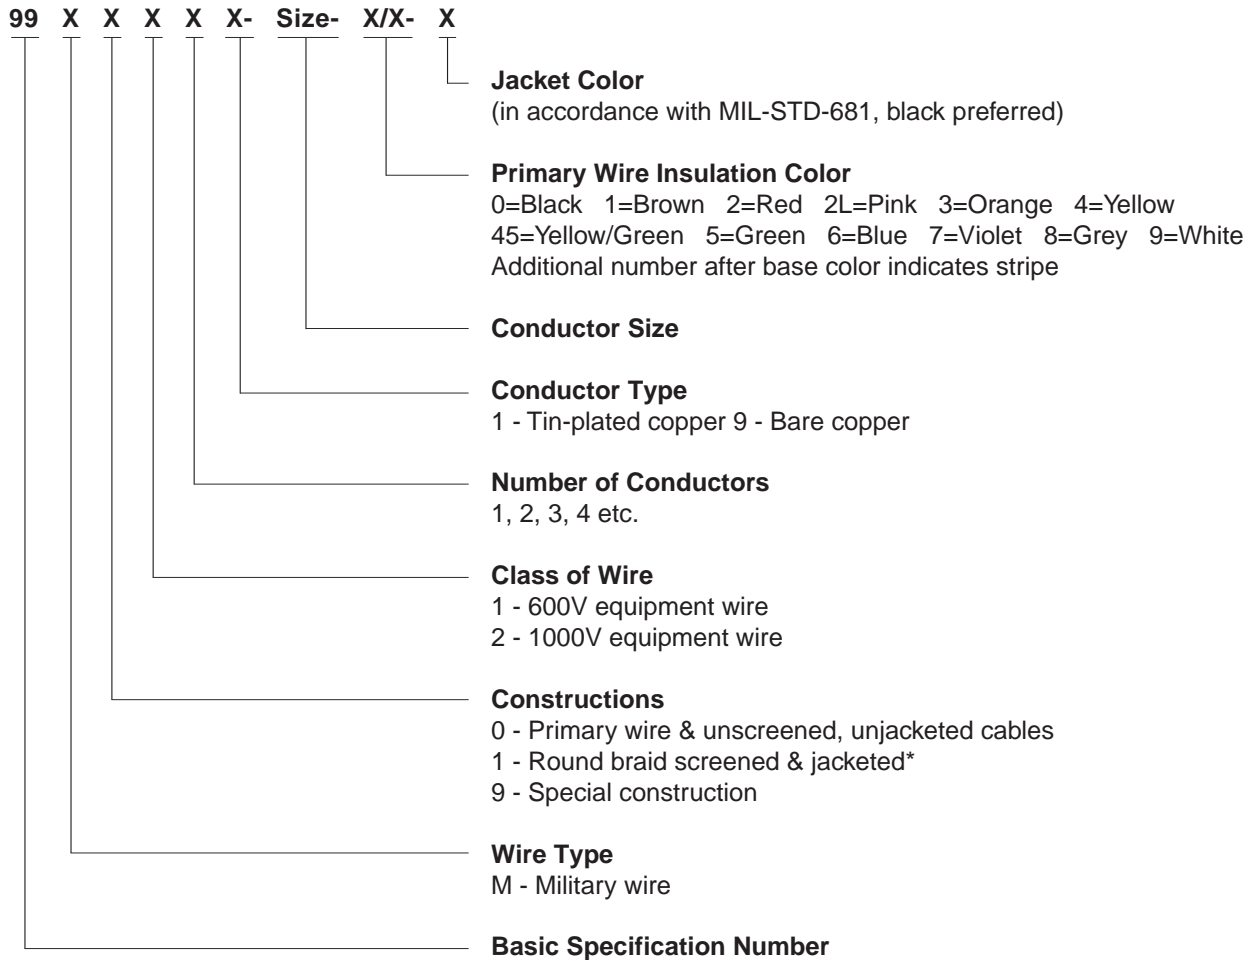 99 X X X X X- Size- X/X- X
Jacket Color
(in accordance with MIL-STD-681, black preferred)
Primary Wire Insulation Color
0=Black 1=Brown 2=Red 2L=Pink 3=Orange 4=Yellow
45=Yellow/Green 5=Green 6=Blue 7=Violet 8=Grey 9=White
Additional number after base color indicates stripe
Conductor Size
Conductor Type
1 - Tin-plated copper 9 - Bare copper
Number of Conductors
1, 2, 3, 4 etc.
Class of Wire
1 - 600V equipment wire
2 - 1000V equipment wire
Constructions
0 - Primary wire & unscreened, unjacketed cables
1 - Round braid screened & jacketed*
9 - Special construction
Wire Type
M - Military wire
Basic Specification Number